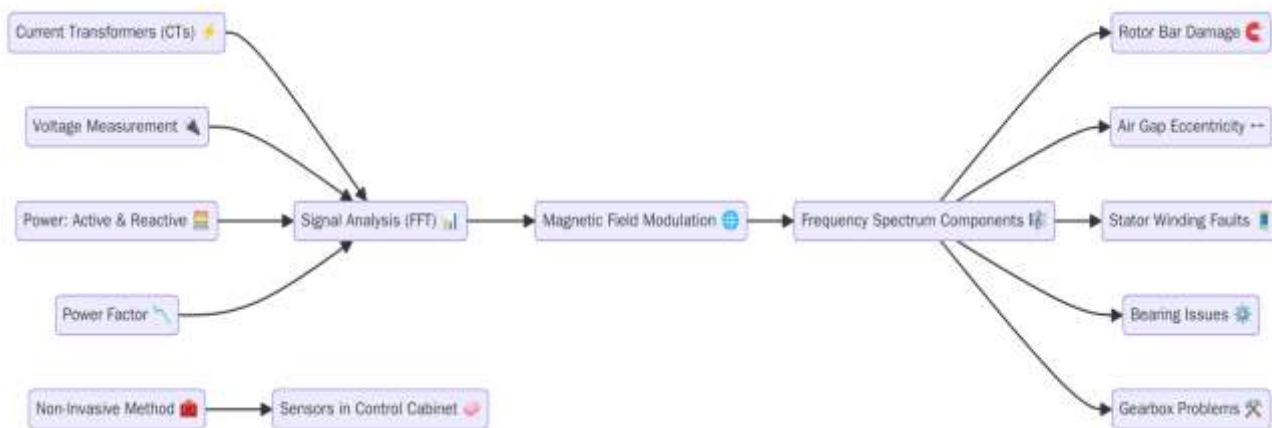 Current Transformers (CTs) ⚡
Rotor Bar Damage 🧲
Voltage Measurement 🔌
Air Gap Eccentricity ↔
Power: Active & Reactive 🧮
Signal Analysis (FFT) 📊
Magnetic Field Modulation 🌐
Frequency Spectrum Components 🎼
Stator Winding Faults 🧵
Power Factor 📉
Bearing Issues ⚙️
Non-Invasive Method 🧰
Sensors in Control Cabinet 🧠
Gearbox Problems 🛠️